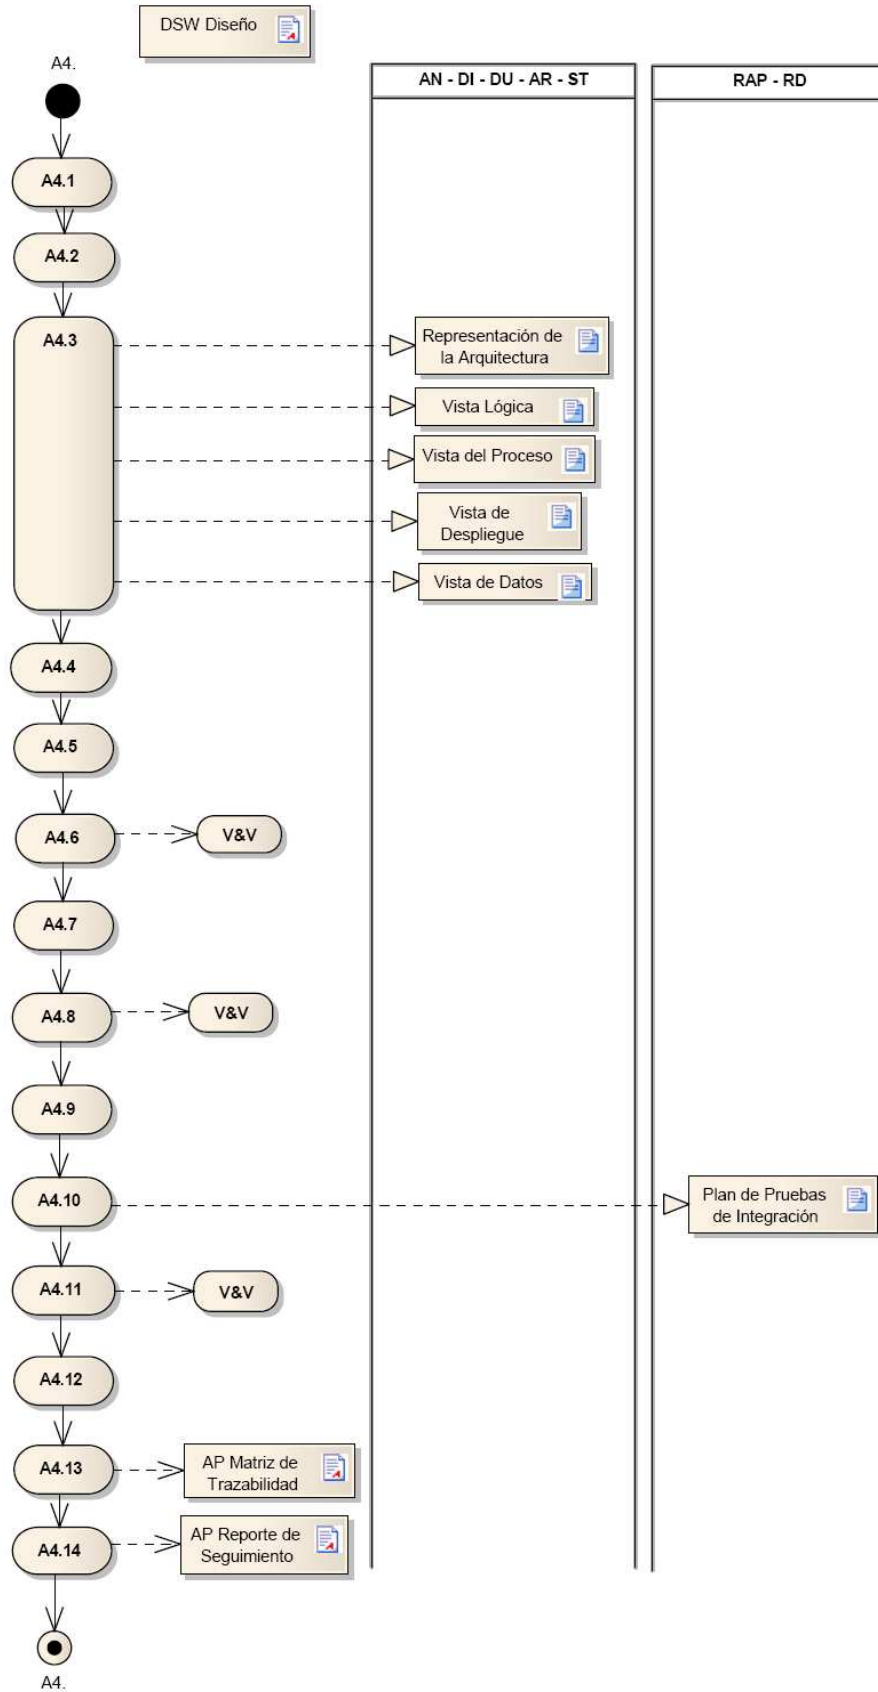 DSW Diseño
A4.
AN - DI - DU - AR - ST
RAP - RD
A4.1
A4.2
A4.3
Representación de
la Arquitectura
Vista Lógica
Vista del Proceso
Vista de
Despliegue
Vista de Datos
A4.4
A4.5
A4.6
V&V
A4.7
A4.8
V&V
A4.9
A4.10
Plan de Pruebas
de Integración
A4.11
V&V
A4.12
A4.13
AP Matriz de
Trazabilidad
A4.14
AP Reporte de
Seguimiento
A4.